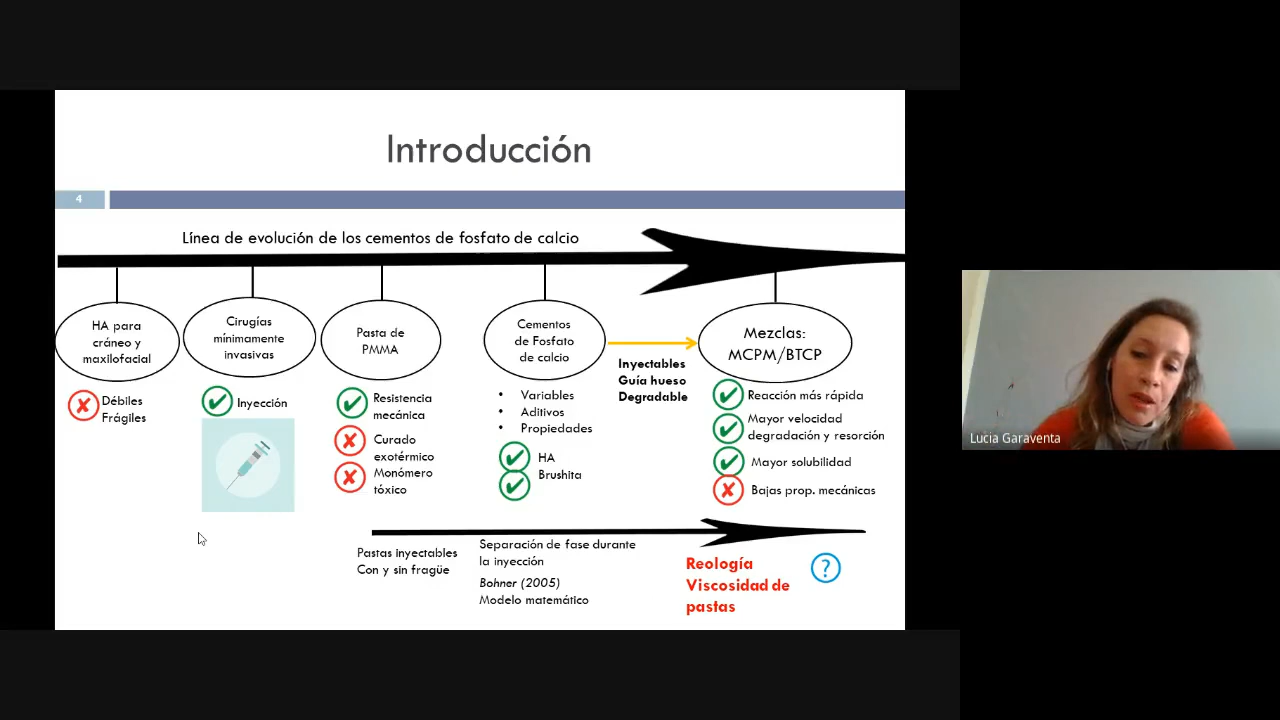 Introducción
4
Línea de evolución de los cementos de fosfato de calcio
HA para
cráneo y
maxilofacial
Débiles
Frágiles
Cirugías
mínimamente
invasivas
Inyección
Pasta de
PMMA
Resistencia
mecánica
Curado
exotérmico
Monómero
tóxico
Cementos
de Fosfato
de calcio
• Variables
• Aditivos
• Propiedades
HA
Brushita
Inyectables
Guía hueso
Degradable
Mezclas:
MCPM/BTCP
Reacción más rápida
Mayor velocidad
degradación y resorción
Mayor solubilidad
Bajas prop. mecánicas
Pastas inyectables
Con y sin fragüe
Separación de fase durante
la inyección
Bohner (2005)
Modelo matemático
Reología
Viscosidad de
pastas
?
Lucia Garaventa